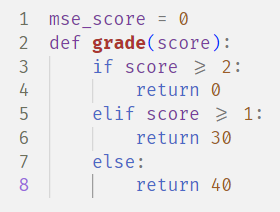 1 mse_score = 0
2 def grade(score):
3     if score ⩾ 2:
4         return 0
5     elif score ⩾ 1:
6         return 30
7     else:
8         return 40